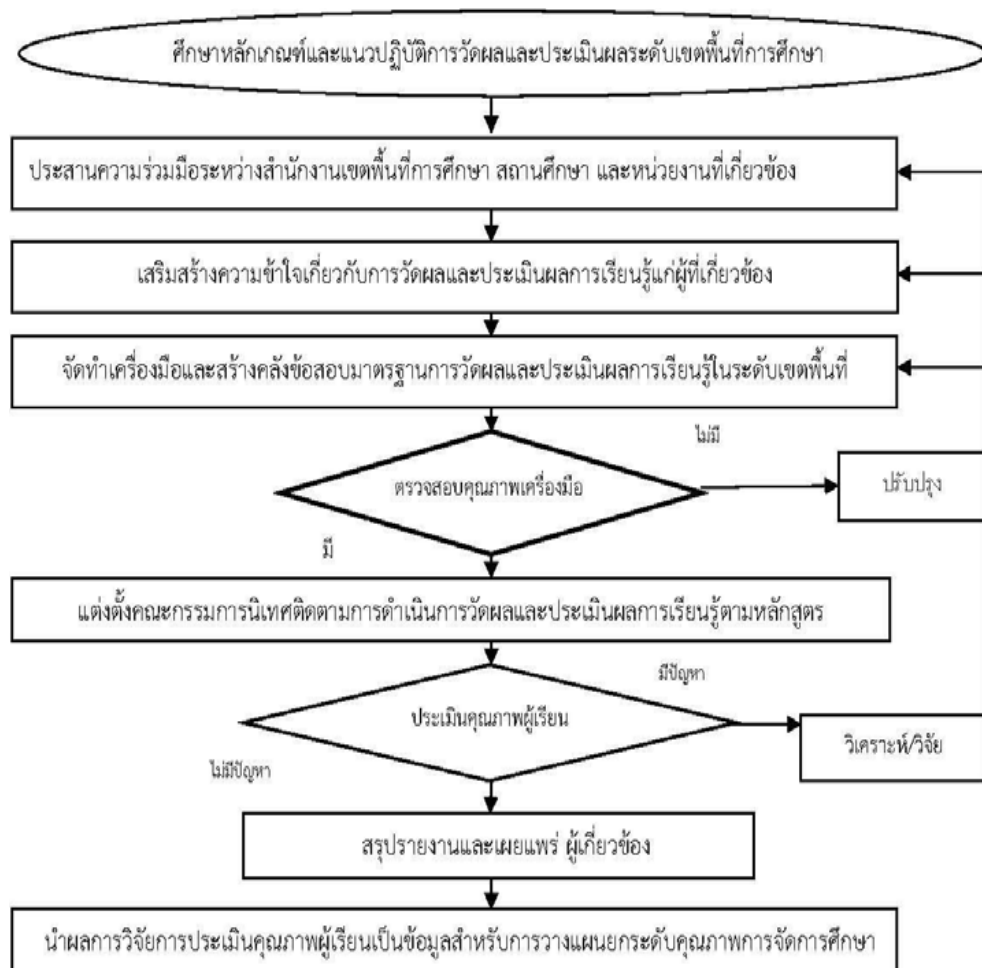 ศึกษาหลักเกณฑ์และแนวปฏิบัติการวัดผลและประเมินผลระดับเขตพื้นที่การศึกษา
ประสานความร่วมมือระหว่างสำนักงานเขตพื้นที่การศึกษา สถานศึกษา และหน่วยงานที่เกี่ยวข้อง
เสริมสร้างความข้าใจเกี่ยวกับการวัดผลและประเมินผลการเรียนรู้แก่ผู้ที่เกี่ยวข้อง
จัดทำเครื่องมือและสร้างคลังข้อสอบมาตรฐานการวัดผลและประเมินผลการเรียนรู้ในระดับเขตพื้นที่
ไม่มี
ตรวจสอบคุณภาพเครื่องมือ
ปรับปรุง
มี
แต่งตั้งคณะกรรมการนิเทศติดตามการดำเนินการวัดผลและประเมินผลการเรียนรู้ตามหลักสูตร
มีปัญหา
ประเมินคุณภาพผู้เรียน
วิเคราะห์/วิจัย
ไม่มีปัญหา
สรุปรายงานและเผยแพร่ ผู้เกี่ยวข้อง
นำผลการวิจัยการประเมินคุณภาพผู้เรียนเป็นข้อมูลสำหรับการวางแผนยกระดับคุณภาพการจัดการศึกษา